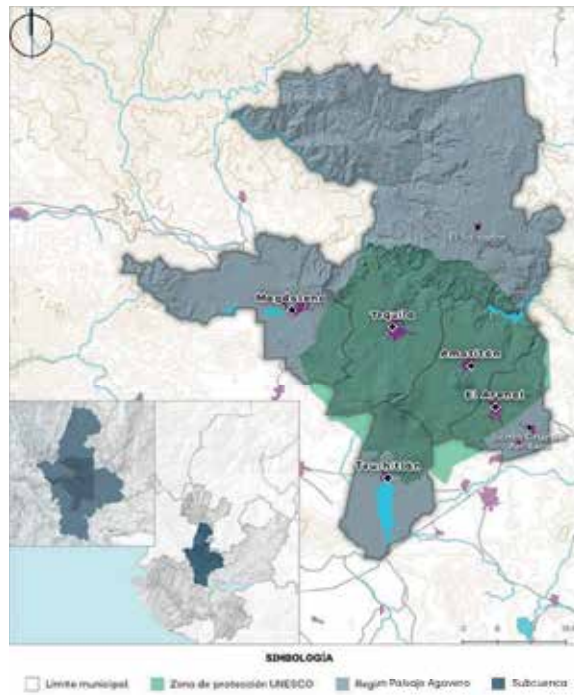 Magdalena
Tequila
Amatitán
El Arenal
Teuchitlán
SIMBOLOGÍA
Límite municipal
Zona de protección UNESCO
Región Paisaje Agavero
Subcuenca